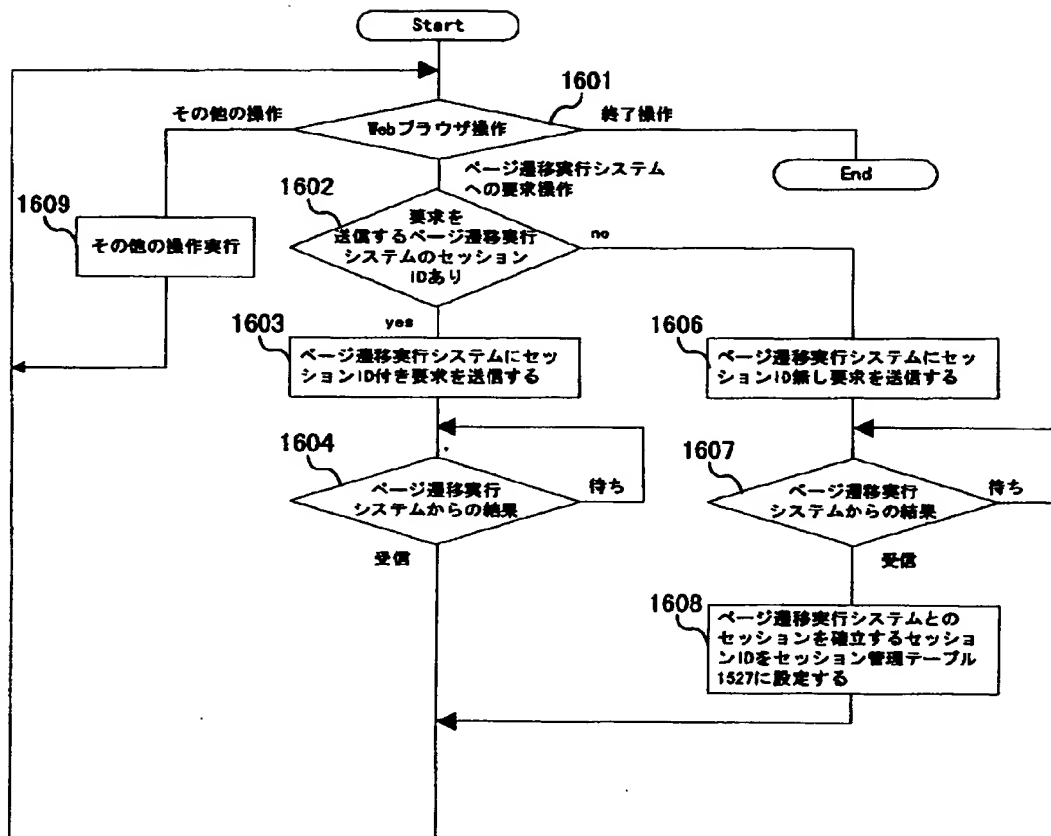 Start
1601
その他の操作
Webブラウザ操作
終了操作
End
ページ遷移実行システム
への要求操作
1602
要求を
送信するページ遷移実行
システムのセッション
IDあり
no
yes
1609
その他の操作実行
1603
ページ遷移実行システムにセッ
ションID付き要求を送信する
1606
ページ遷移実行システムにセッ
ションID無し要求を送信する
1604
ページ遷移実行
システムからの結果
待ち
受信
1607
ページ遷移実行
システムからの結果
待ち
受信
1608
ページ遷移実行システムとの
セッションを確立するセッショ
ンIDをセッション管理テーブル
1527に設定する